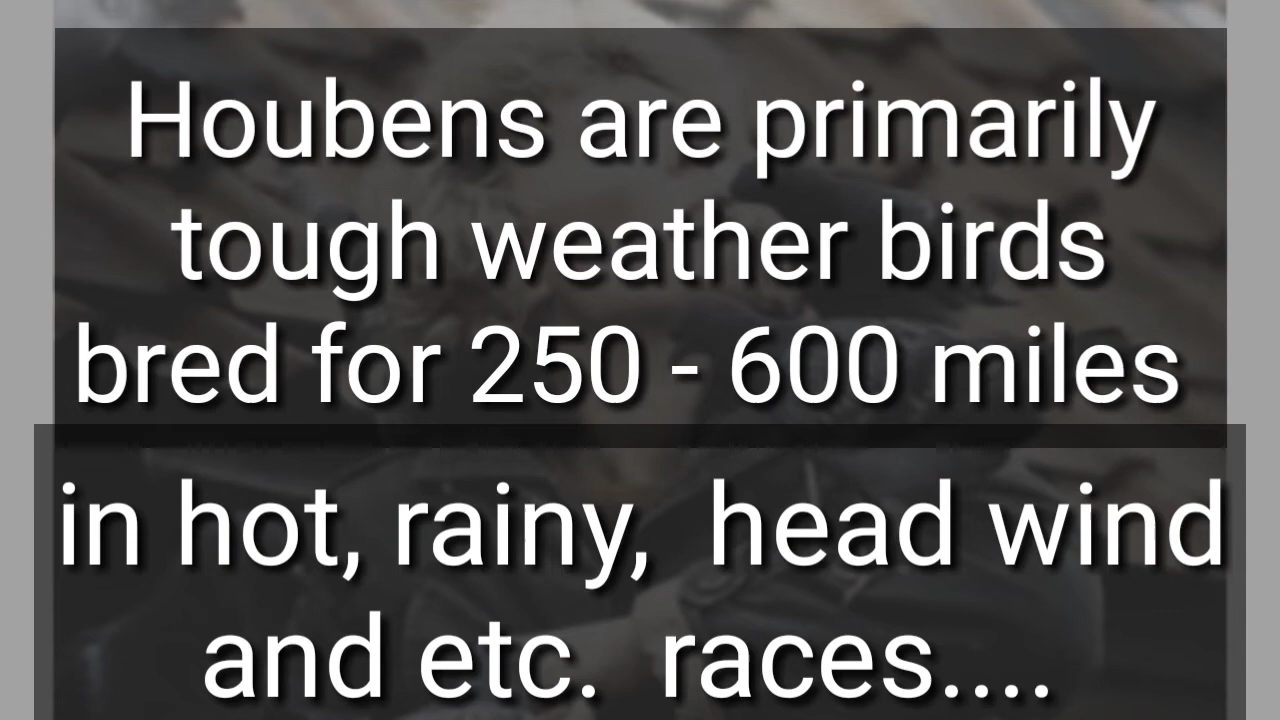 Houbens are primarily
tough weather birds
bred for 250 - 600 miles
in hot, rainy,  head wind
and etc.  races....